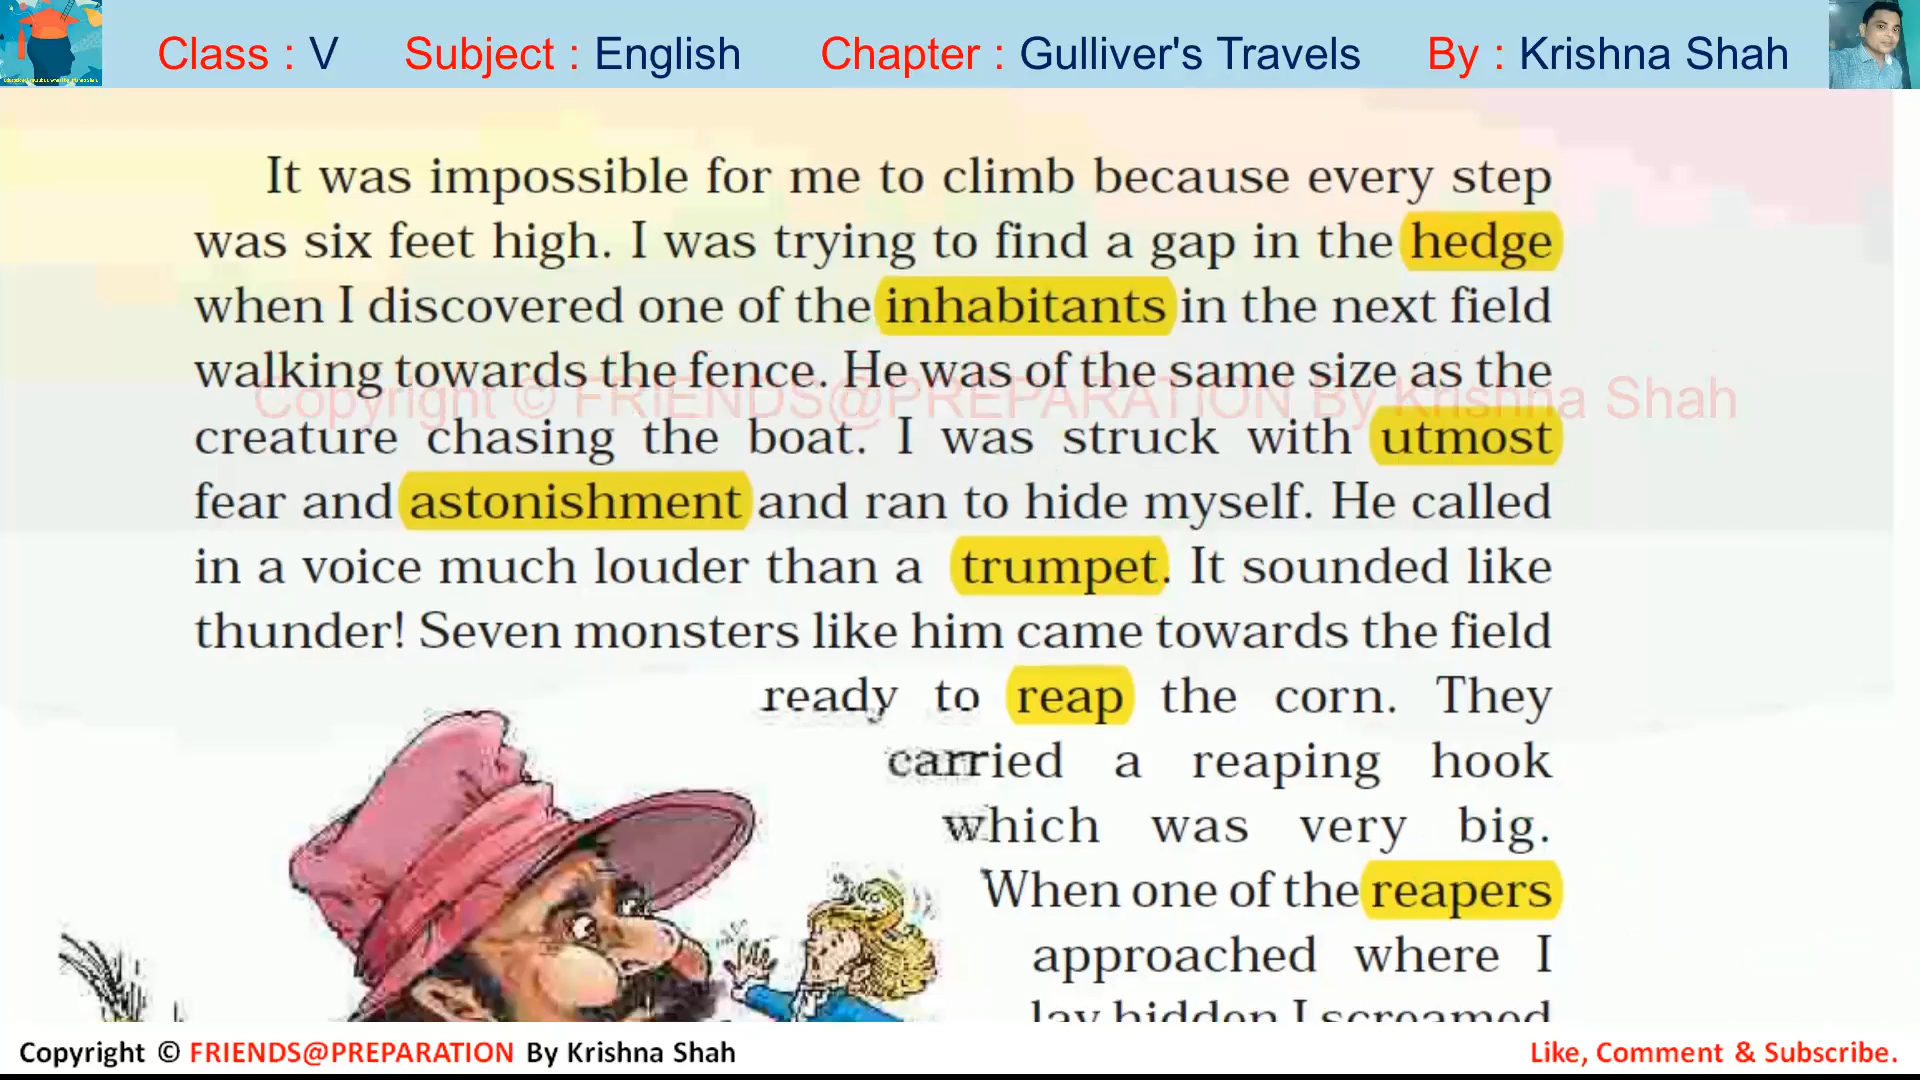 Class : V Subject : English Chapter : Gulliver's Travels By : Krishna Shah
It was impossible for me to climb because every step
was six feet high. I was trying to find a gap in the hedge
when I discovered one of the inhabitants in the next field
walking towards the fence. He was of the same size as the
Copyright © FRIENDS@PREPARATION By Krishna Shah
creature chasing the boat. I was struck with utmost
fear and astonishment and ran to hide myself. He called
in a voice much louder than a trumpet. It sounded like
thunder! Seven monsters like him came towards the field
ready to reap the corn. They
carried a reaping hook
which was very big.
When one of the reapers
approached where I
lay hidden I screamed
Copyright © FRIENDS@PREPARATION By Krishna Shah
Like, Comment & Subscribe.